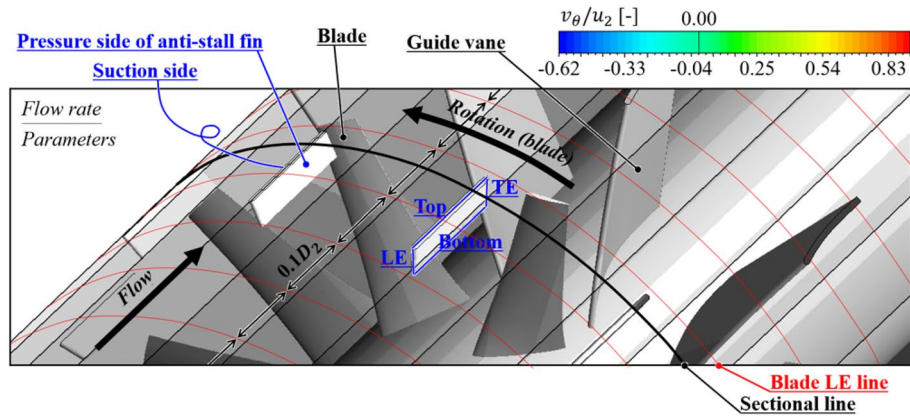 v_θ/u_2 [-] 0.00
-0.62 -0.33 -0.04 0.25 0.54 0.83
Pressure side of anti-stall fin
Suction side
Blade
Guide vane
Flow rate
Parameters
Rotation (blade)
TE
Top
Bottom
LE
0.1D_2
Flow
Blade LE line
Sectional line